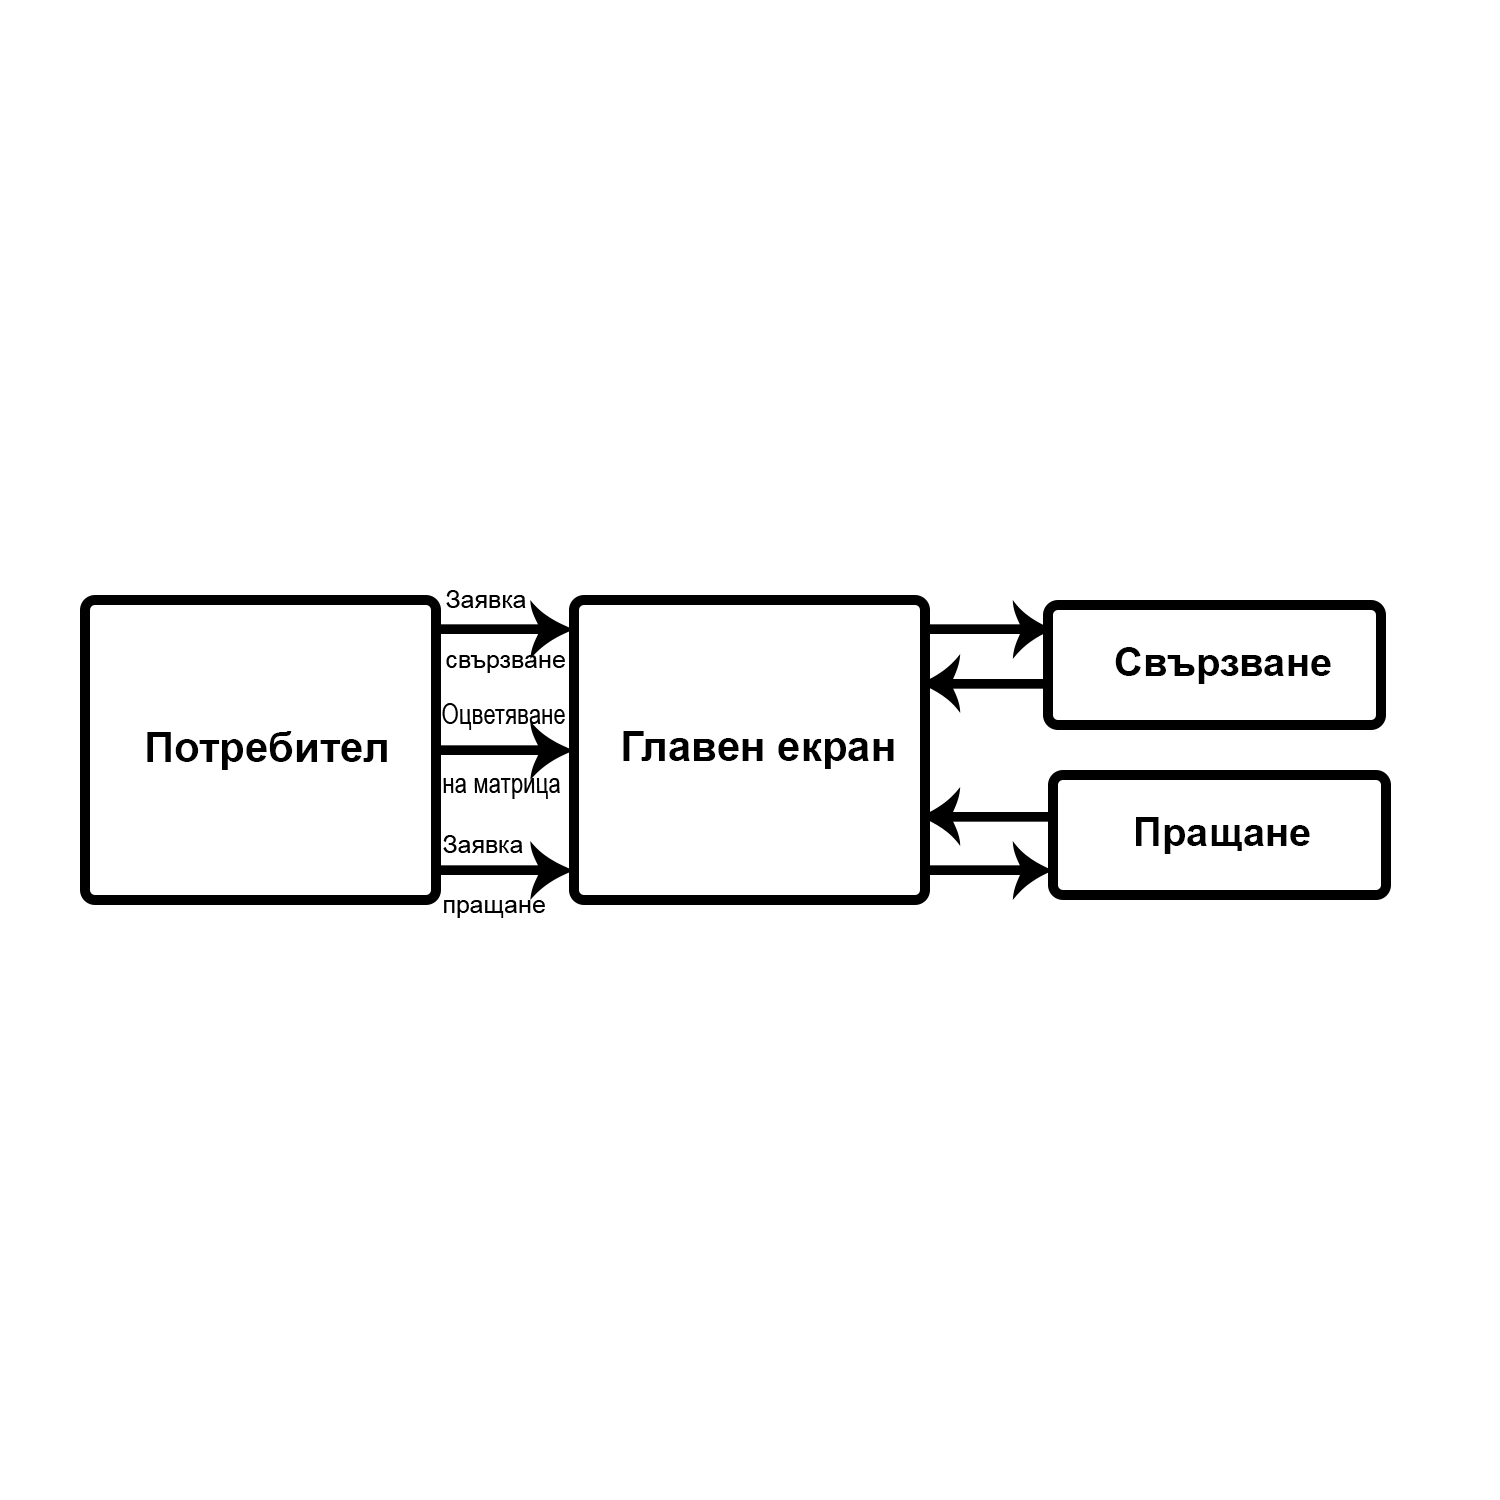 Потребител
Заявка
свързване
Оцветяване
на матрица
Заявка
пращане
Главен екран
Свързване
Пращане